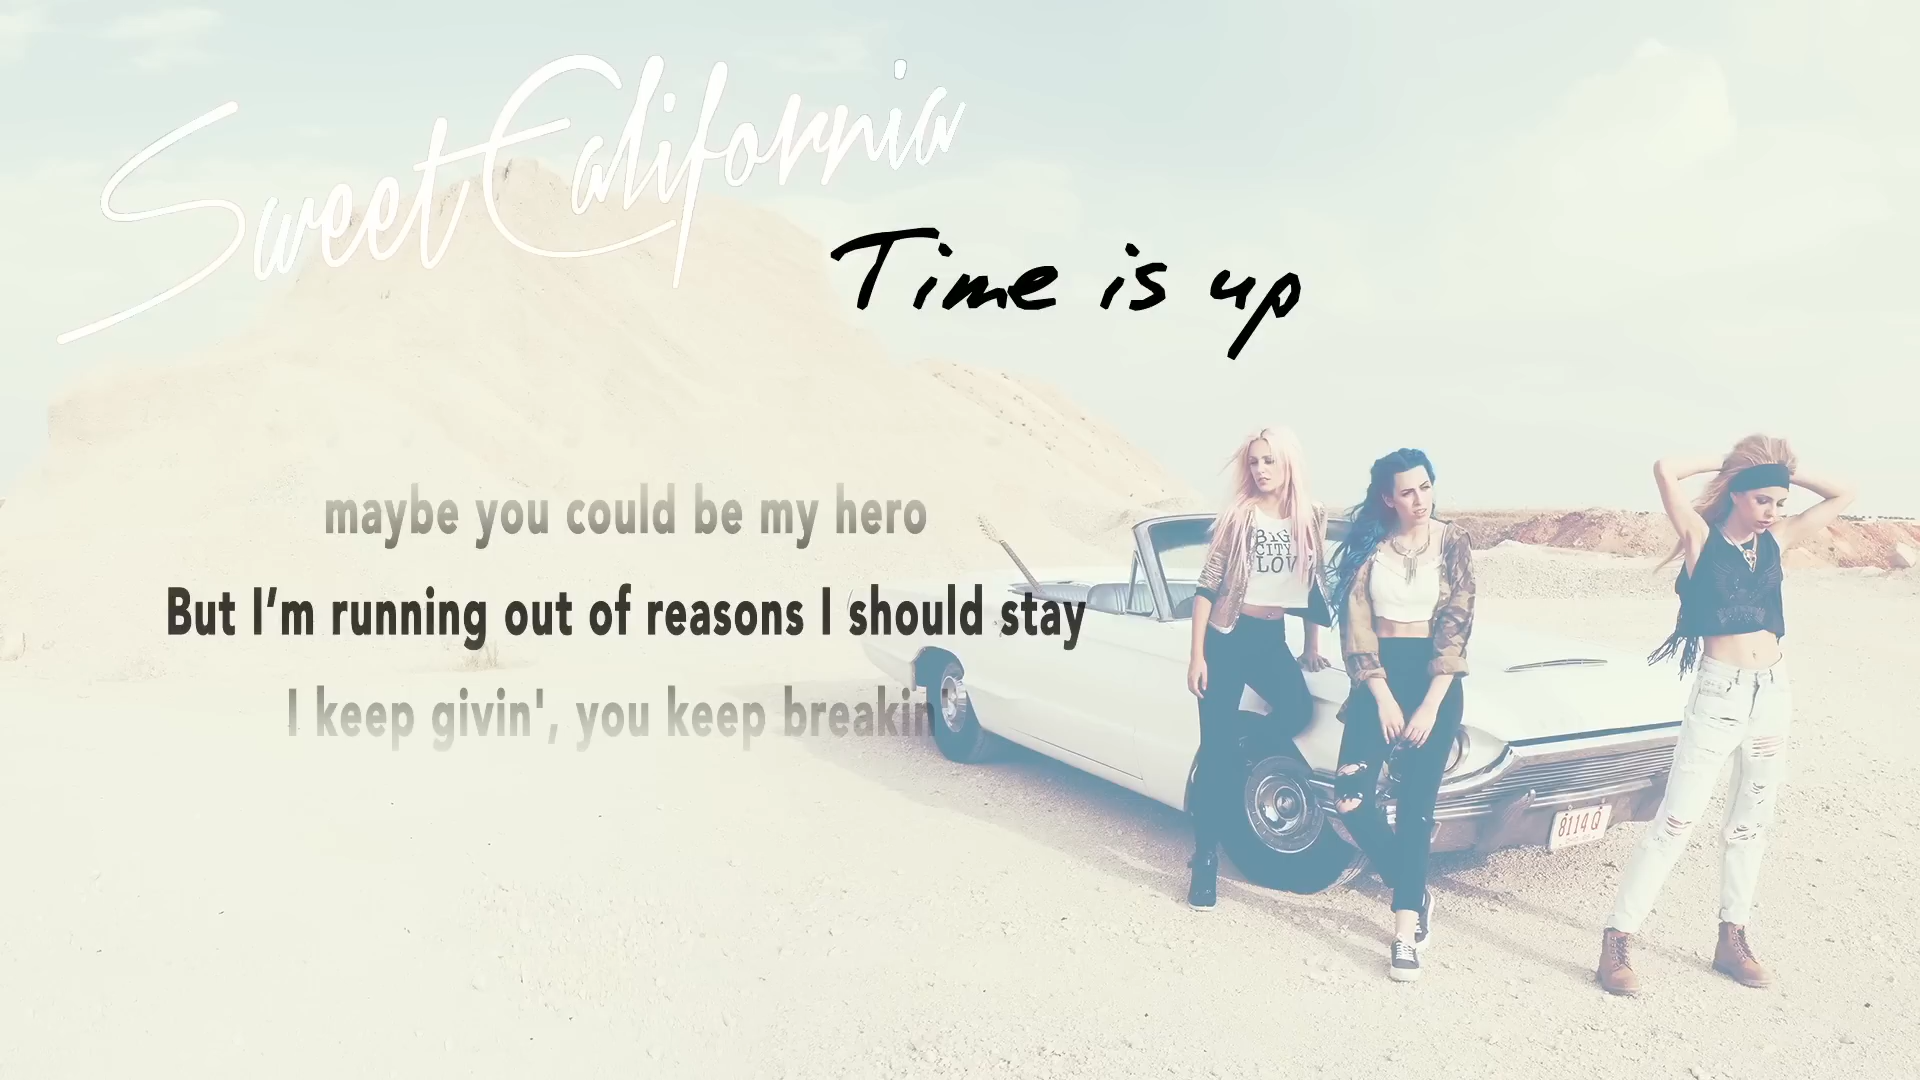 Sweet California
Time is up
maybe you could be my hero
But I’m running out of reasons I should stay
I keep givin', you keep breakin'
BIG
CITY
LOV
8114 Q